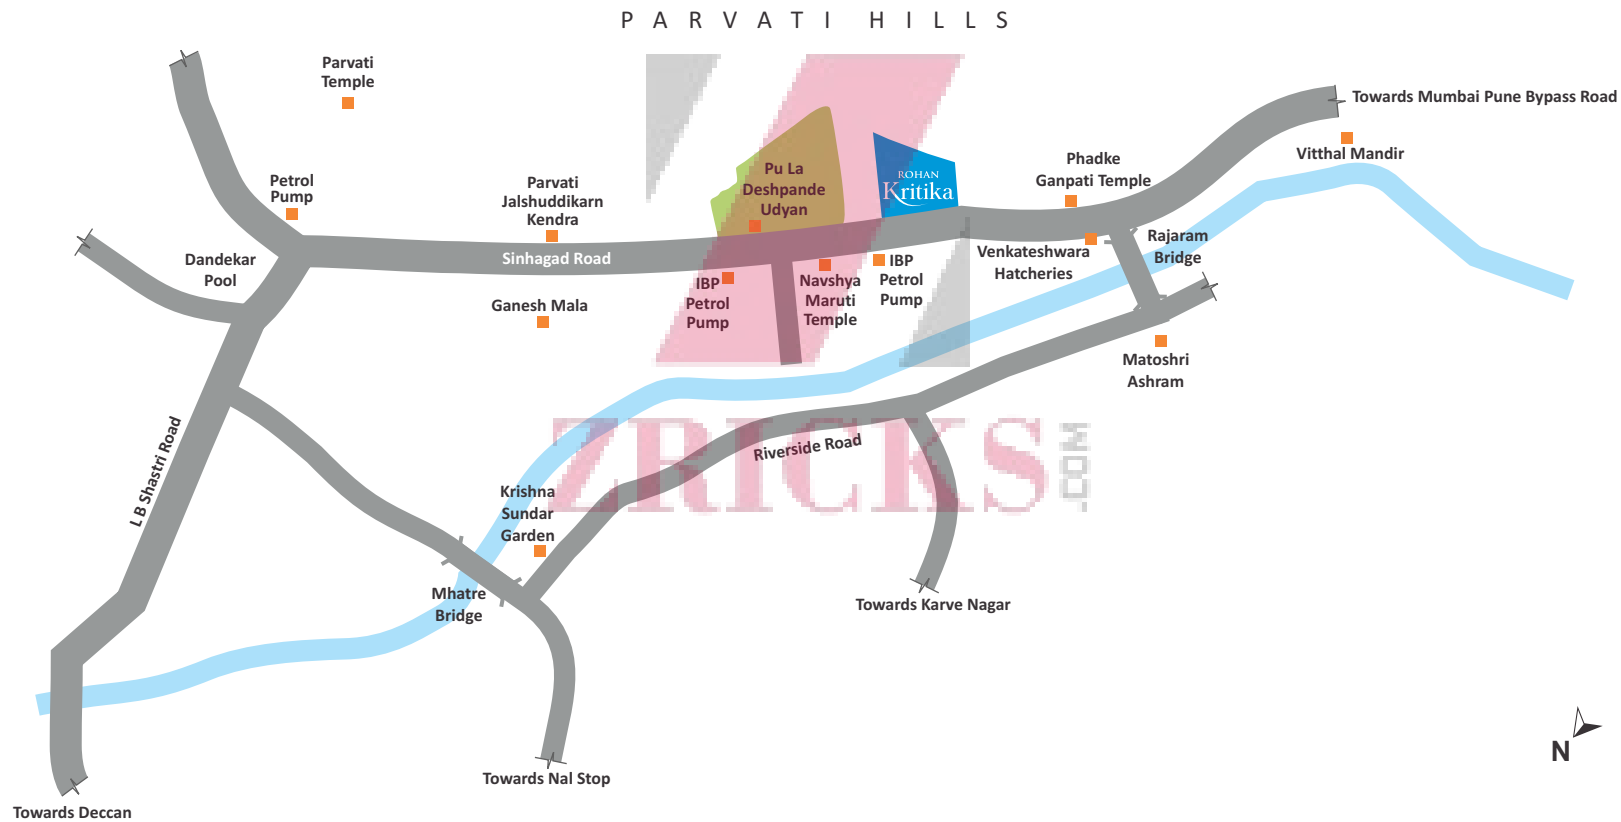 PARVATI HILLS
Parvati
Temple
Towards Mumbai Pune Bypass Road
Vitthal Mandir
Phadke
Ganpati Temple
Pu La
Deshpande
Udyan
ROHAN
Kritika
Petrol
Pump
Parvati
Jalshuddikarn
Kendra
Dandekar
Pool
Sinhagad Road
Venkateshwara
Hatcheries
Rajaram
Bridge
IBP
Petrol
Pump
Navshya
Maruti
Temple
IBP
Petrol
Pump
Ganesh Mala
Matoshri
Ashram
L B Shastri Road
Riverside Road
ZRICKS
.COM
Krishna
Sundar
Garden
Mhatre
Bridge
Towards Karve Nagar
Towards Nal Stop
Towards Deccan
N